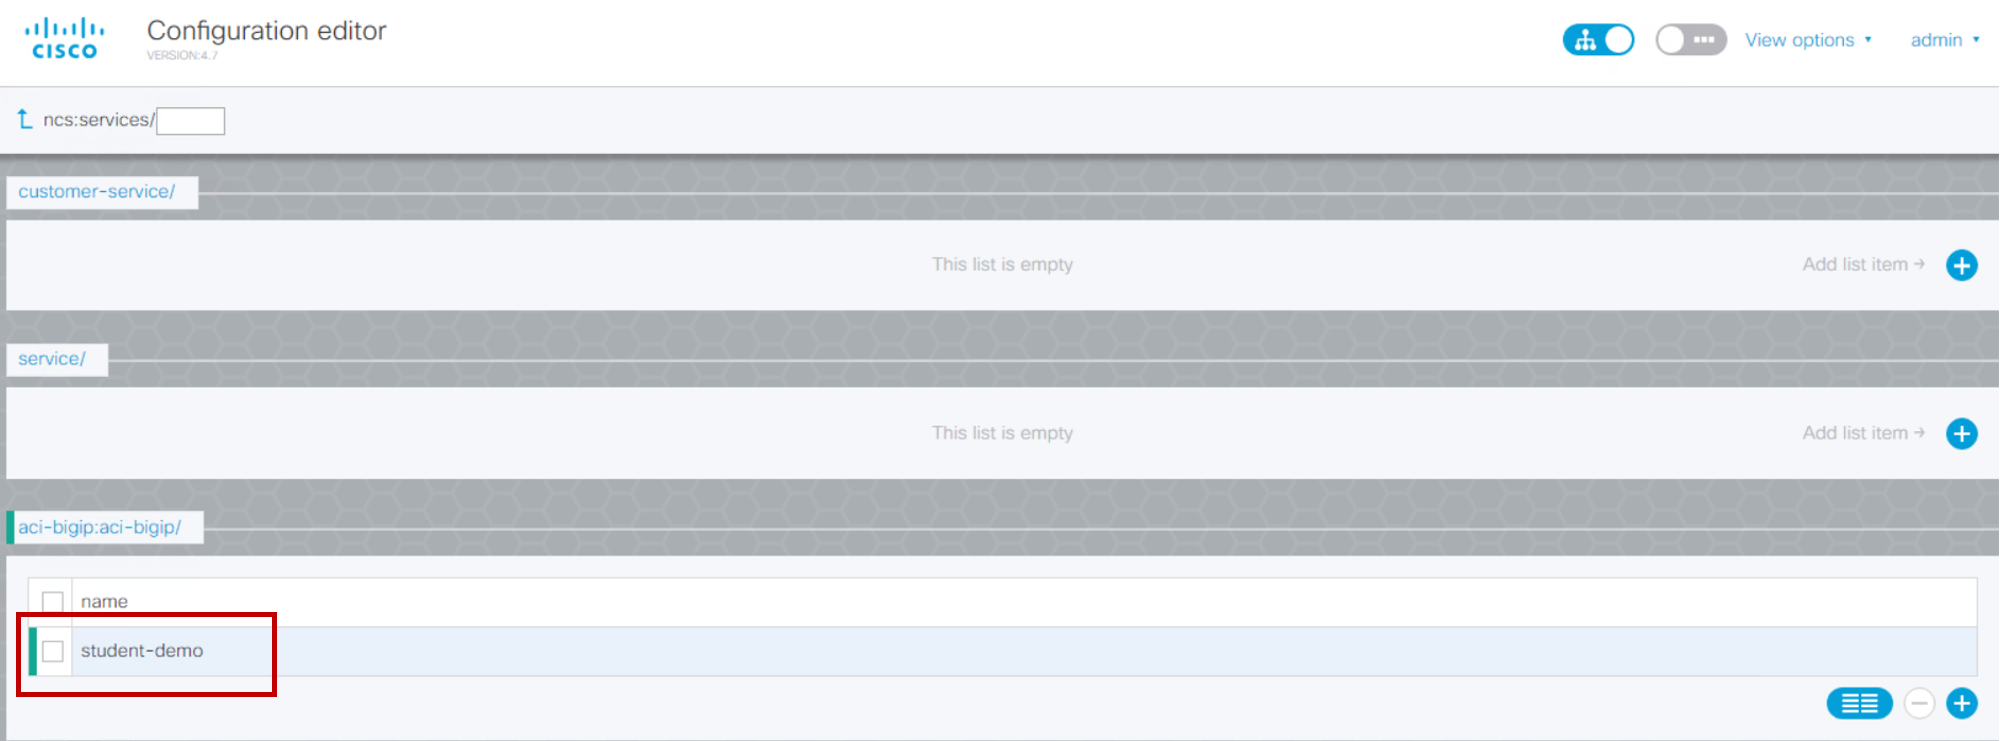 CISCO
Configuration editor
VERSION:4.7
View options
admin
ncs:services/
customer-service/
This list is empty
Add list item →
service/
This list is empty
Add list item →
aci-bigip:aci-bigip/
name
student-demo